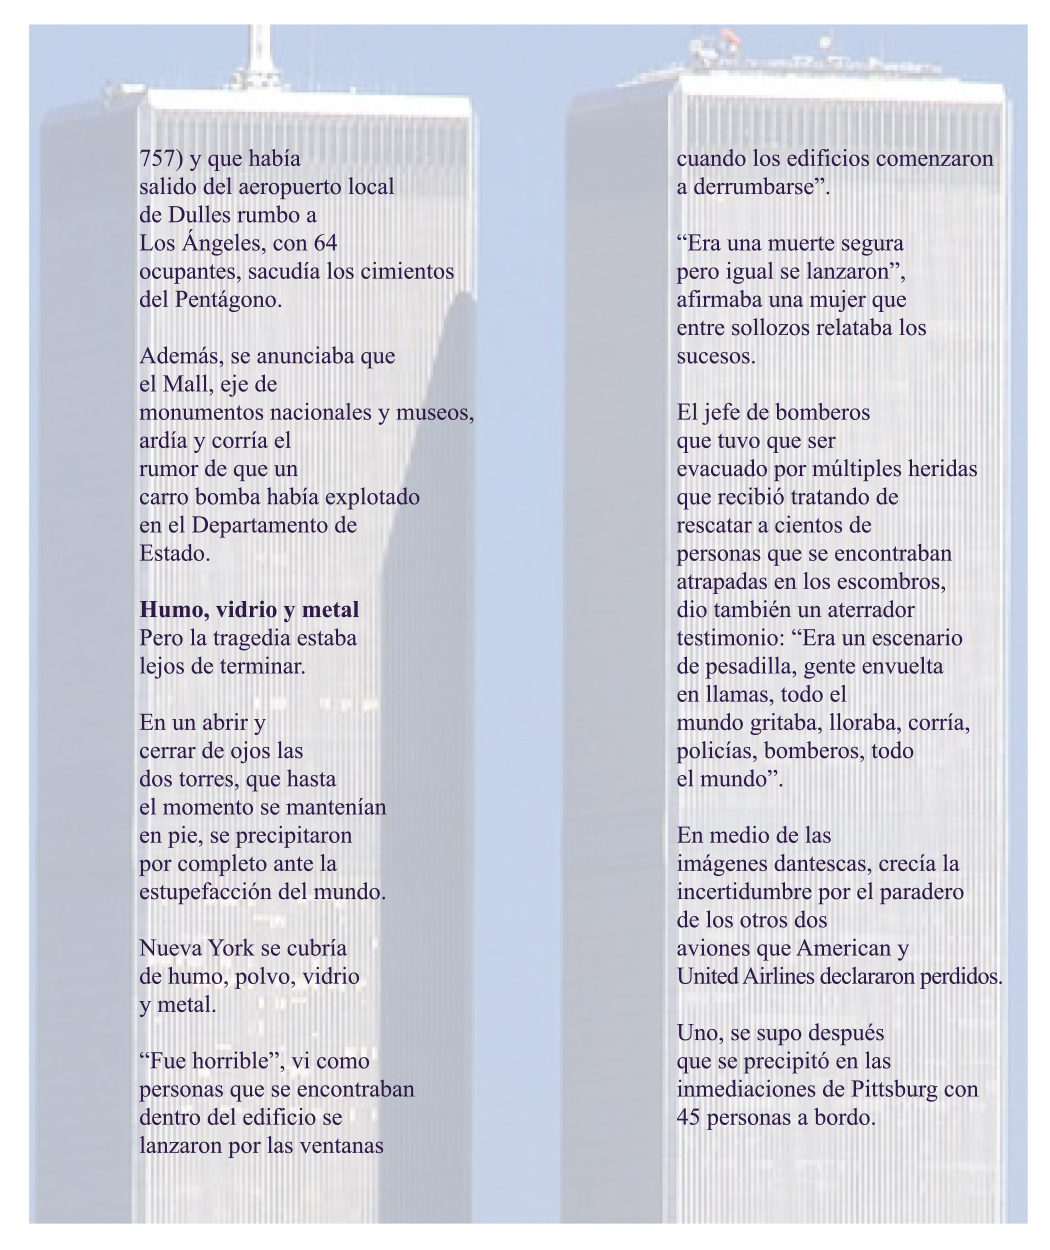 757) y que había
salido del aeropuerto local
de Dulles rumbo a
Los Ángeles, con 64
ocupantes, sacudía los cimientos
del Pentágono.
Además, se anunciaba que
el Mall, eje de
monumentos nacionales y museos,
ardía y corría el
rumor de que un
carro bomba había explotado
en el Departamento de
Estado.
Humo, vidrio y metal
Pero la tragedia estaba
lejos de terminar.
En un abrir y
cerrar de ojos las
dos torres, que hasta
el momento se mantenían
en pie, se precipitaron
por completo ante la
estupefacción del mundo.
Nueva York se cubría
de humo, polvo, vidrio
y metal.
“Fue horrible”, vi como
personas que se encontraban
dentro del edificio se
lanzaron por las ventanas
cuando los edificios comenzaron
a derrumbarse”.
“Era una muerte segura
pero igual se lanzaron”,
afirmaba una mujer que
entre sollozos relataba los
sucesos.
El jefe de bomberos
que tuvo que ser
evacuado por múltiples heridas
que recibió tratando de
rescatar a cientos de
personas que se encontraban
atrapadas en los escombros,
dio también un aterrador
testimonio: “Era un escenario
de pesadilla, gente envuelta
en llamas, todo el
mundo gritaba, lloraba, corría,
policías, bomberos, todo
el mundo”.
En medio de las
imágenes dantescas, crecía la
incertidumbre por el paradero
de los otros dos
aviones que American y
United Airlines declararon perdidos.
Uno, se supo después
que se precipitó en las
inmediaciones de Pittsburg con
45 personas a bordo.